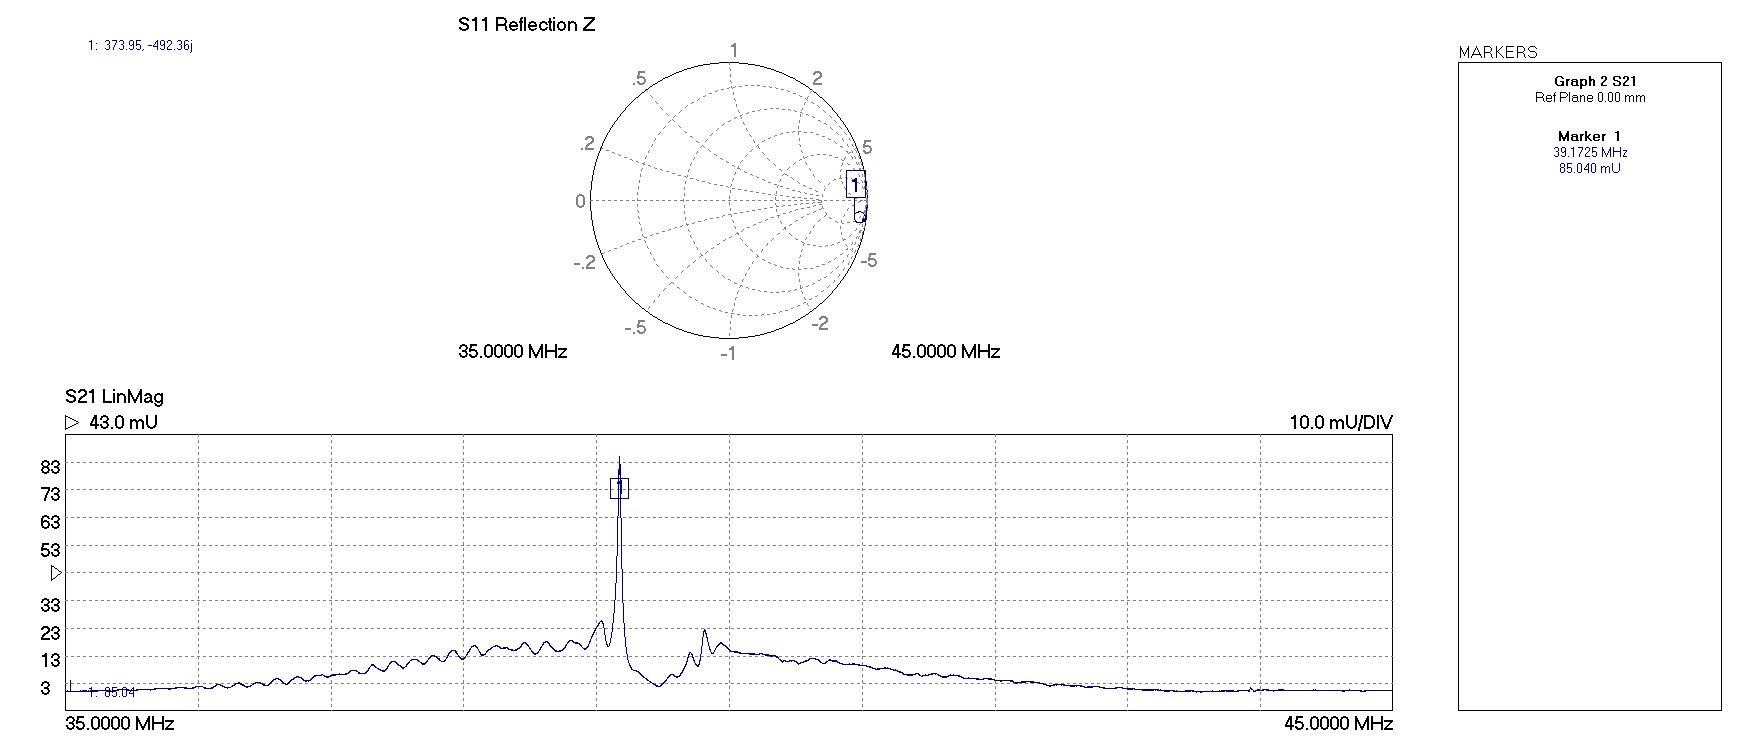 S11 Reflection Z
1: 373.95, -492.36j
1
.5
2
.2
5
1
0
-.2
-5
-.5
-2
-1
35.0000 MHz 45.0000 MHz
MARKERS
Graph 2 S21
Ref Plane 0.00 mm
Marker 1
39.1725 MHz
85.040 mU
S21 LinMag
43.0 mU 10.0 mU/DIV
83
73
1
63
53
33
23
13
3
1: 85.04
35.0000 MHz 45.0000 MHz